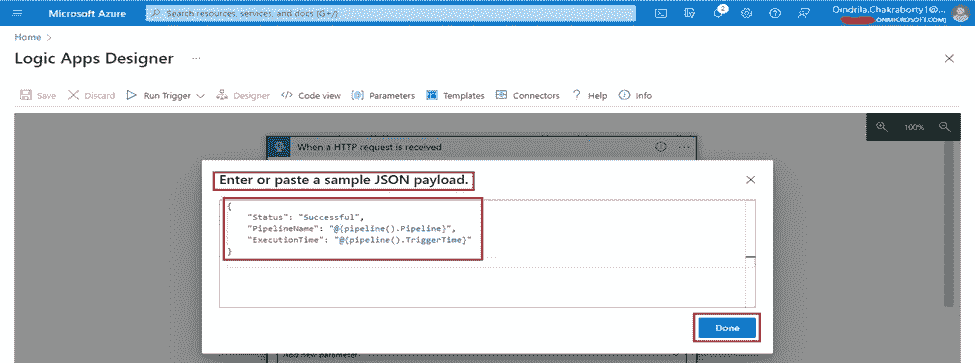 Microsoft Azure
Search resources, services, and docs (G+/)
2
Oindrila.Chakraborty1@...
ONMICROSOFT.COM)
Home >
Logic Apps Designer ...
Save Discard Run Trigger Designer Code view Parameters Templates Connectors Help Info
100%
When a HTTP request is received
Enter or paste a sample JSON payload.
{
"Status": "Successful",
"PipelineName": "@{pipeline().Pipeline}",
"ExecutionTime": "@{pipeline().TriggerTime}"
}
Done
Add new parameter